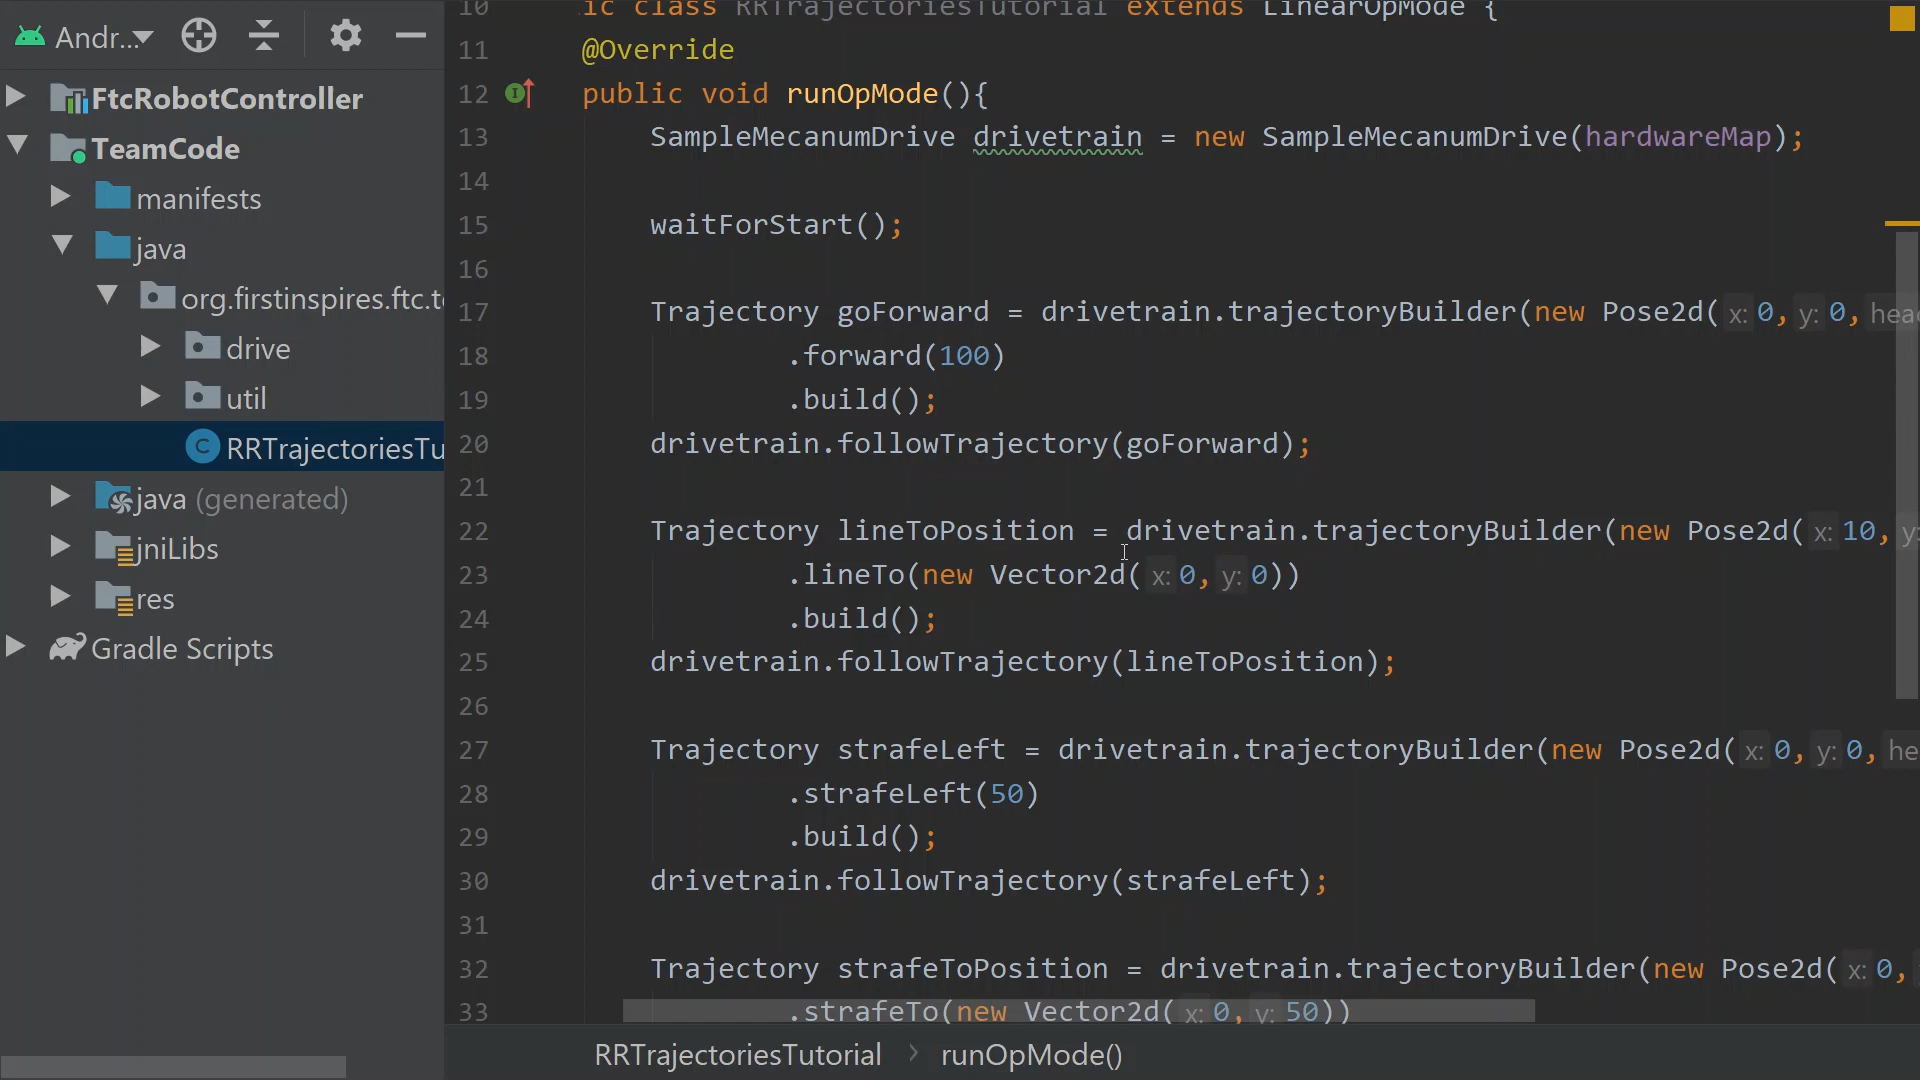 Andr...
FtcRobotController
TeamCode
manifests
java
org.firstinspires.ftc.t
drive
util
RRTrajectoriesTu
java (generated)
jniLibs
res
Gradle Scripts
10 ic class RRTrajectoriesTutorial extends LinearOpMode {
11 @Override
12 public void runOpMode(){
13 SampleMecanumDrive drivetrain = new SampleMecanumDrive(hardwareMap);
14
15 waitForStart();
16
17 Trajectory goForward = drivetrain.trajectoryBuilder(new Pose2d( x: 0, y: 0, hea
18 .forward(100)
19 .build();
20 drivetrain.followTrajectory(goForward);
21
22 Trajectory lineToPosition = drivetrain.trajectoryBuilder(new Pose2d( x: 10, y:
23 .lineTo(new Vector2d( x: 0, y: 0))
24 .build();
25 drivetrain.followTrajectory(lineToPosition);
26
27 Trajectory strafeLeft = drivetrain.trajectoryBuilder(new Pose2d( x: 0, y: 0, he
28 .strafeLeft(50)
29 .build();
30 drivetrain.followTrajectory(strafeLeft);
31
32 Trajectory strafeToPosition = drivetrain.trajectoryBuilder(new Pose2d( x: 0,
33 .strafeTo(new Vector2d( x: 0, y: 50))
RRTrajectoriesTutorial > runOpMode()